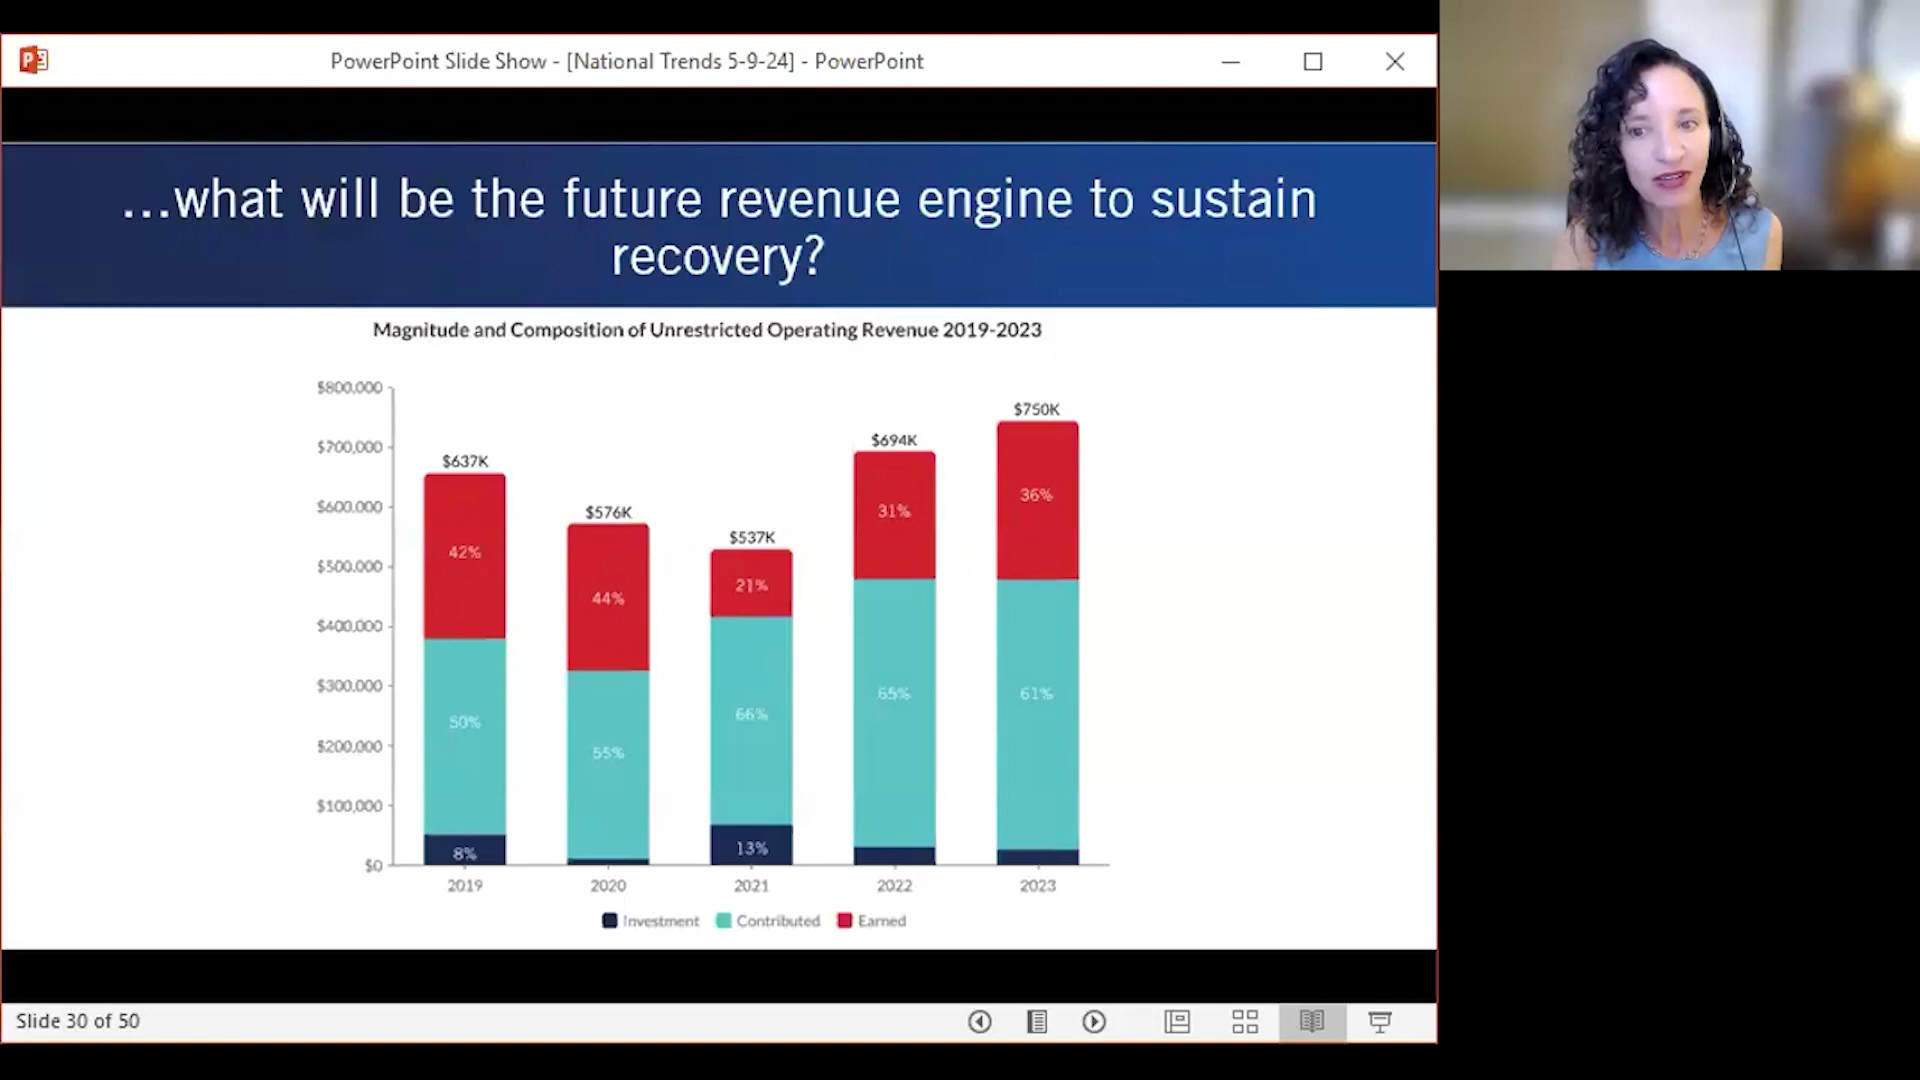 PowerPoint Slide Show - [National Trends 5-9-24] - PowerPoint
...what will be the future revenue engine to sustain
recovery?
Magnitude and Composition of Unrestricted Operating Revenue 2019-2023
$800,000
$700,000
$600,000
$500,000
$400,000
$300,000
$200,000
$100,000
$0
$637K
42%
50%
8%
$576K
44%
55%
$537K
21%
66%
13%
$694K
31%
65%
$750K
36%
61%
2019 2020 2021 2022 2023
Investment Contributed Earned
Slide 30 of 50